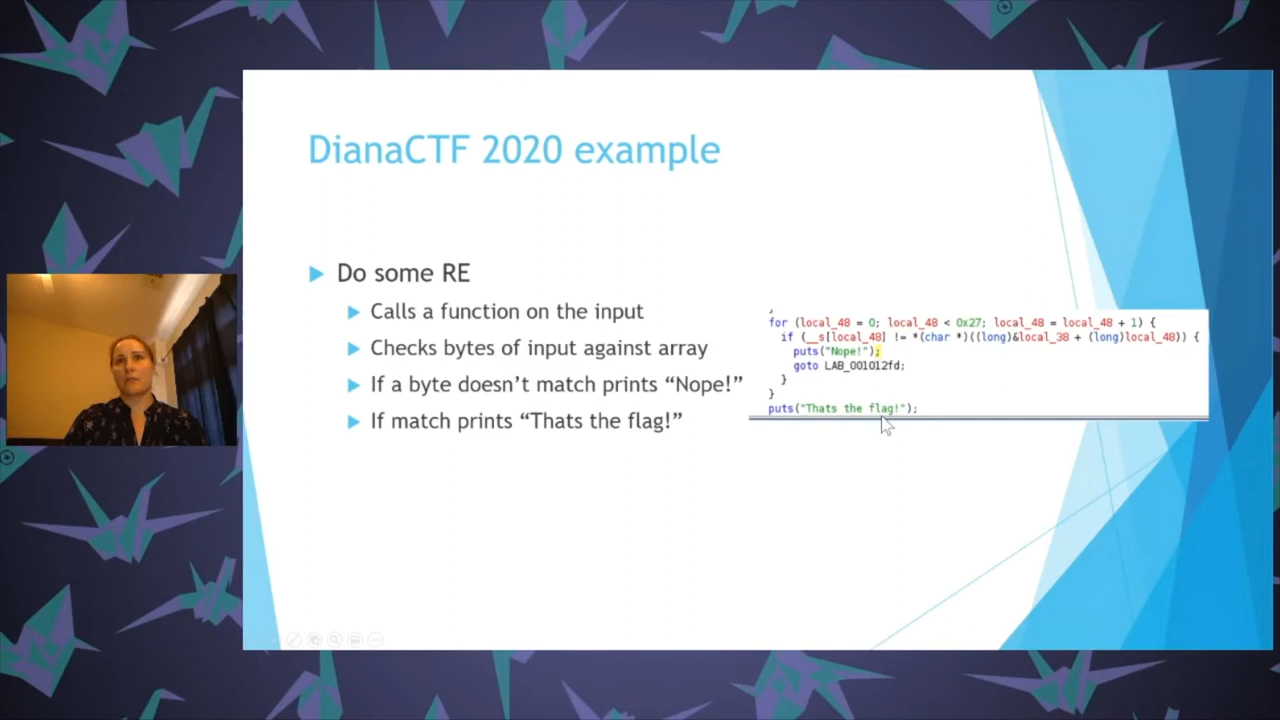 DianaCTF 2020 example
Do some RE
Calls a function on the input
Checks bytes of input against array
If a byte doesn’t match prints “Nope!”
If match prints “Thats the flag!”
for (local_48 = 0; local_48 < 0x27; local_48 = local_48 + 1) {
if (__s[local_48] != *(char *)((long)&local_38 + (long)local_48)) {
puts("Nope!");
goto LAB_001012fd;
}
}
puts("Thats the flag!");